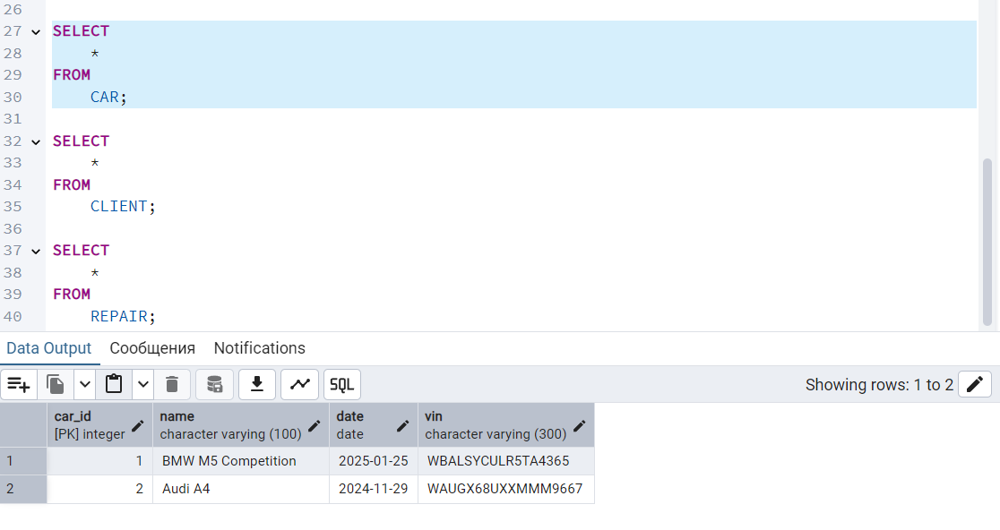 26
27 SELECT
28 *
29 FROM
30 CAR;
31
32 SELECT
33 *
34 FROM
35 CLIENT;
36
37 SELECT
38 *
39 FROM
40 REPAIR;
Data Output Сообщения Notifications
SQL Showing rows: 1 to 2
car_id name date vin
[PK] integer character varying (100) date character varying (300)
1 1 BMW M5 Competition 2025-01-25 WBALSYCULR5TA4365
2 2 Audi A4 2024-11-29 WAUGX68UXXMMM9667